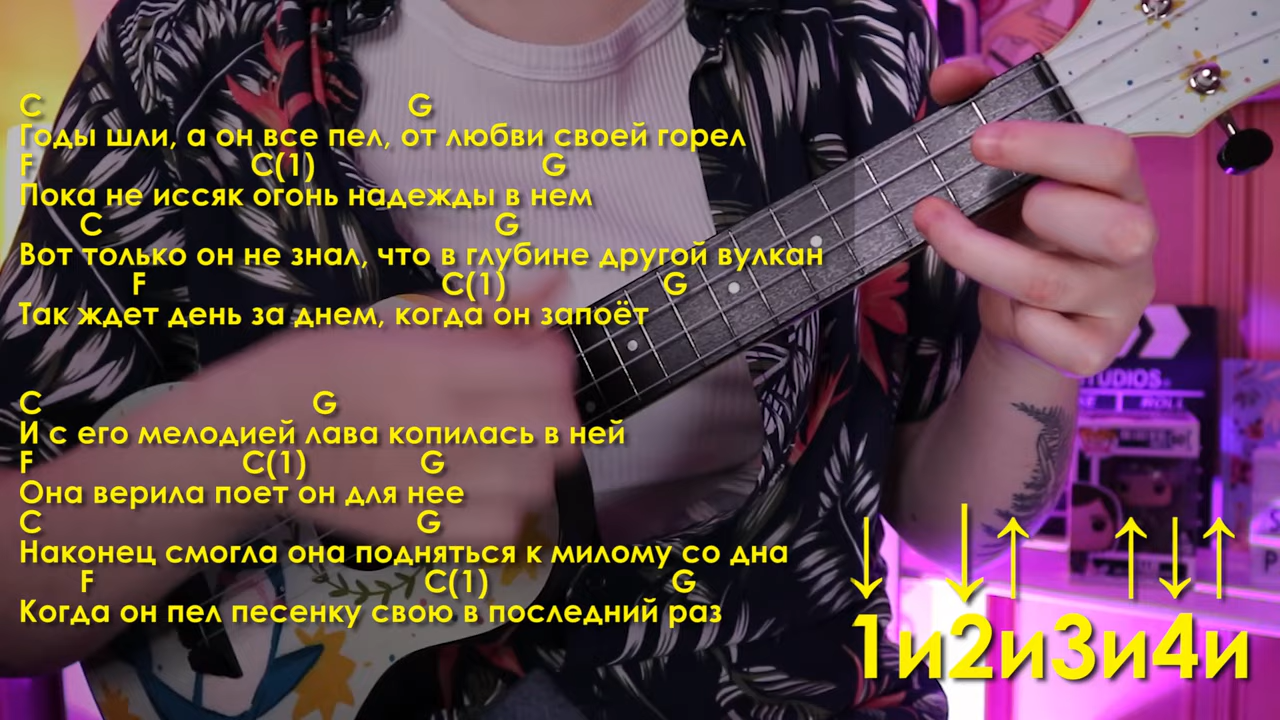 C G
Годы шли, а он все пел, от любви своей горел
F C(1) G
Пока не иссяк огонь надежды в нем
C G
Вот только он не знал, что в глубине другой вулкан
F C(1) G
Так ждет день за днем, когда он запоёт
C G
И с его мелодией лава копилась в ней
F C(1) G
Она верила поет он для нее
C G
Наконец смогла она подняться к милому со дна
F C(1) G
Когда он пел песенку свою в последний раз
STUDIOS
ROLL
↓ ↓↑ ↑↓↑
1и2и3и4и